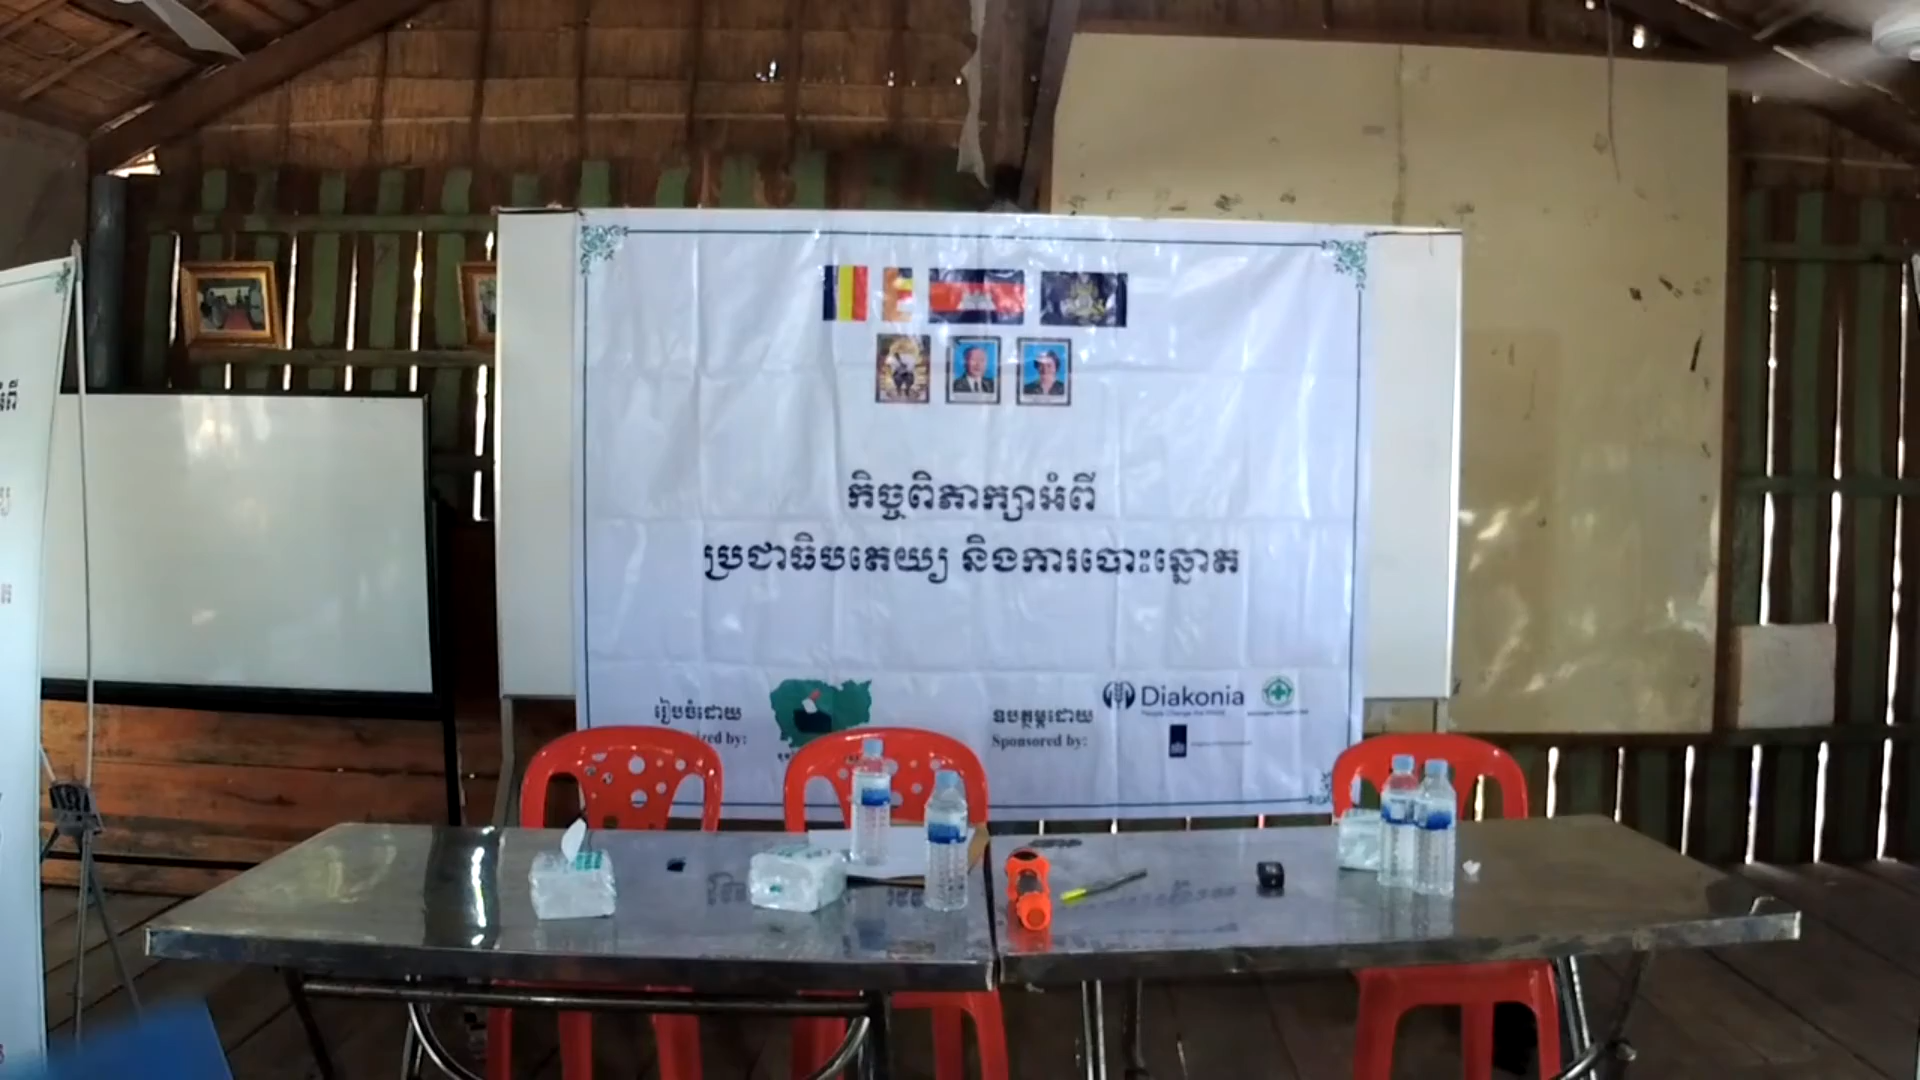 កិច្ចពិភាក្សាអំពី
ប្រជាធិបតេយ្យ និងការបោះឆ្នោត
រៀបចំដោយ
ized by:
ឧបត្ថម្ភដោយ
Sponsored by:
Diakonia
People Change the World